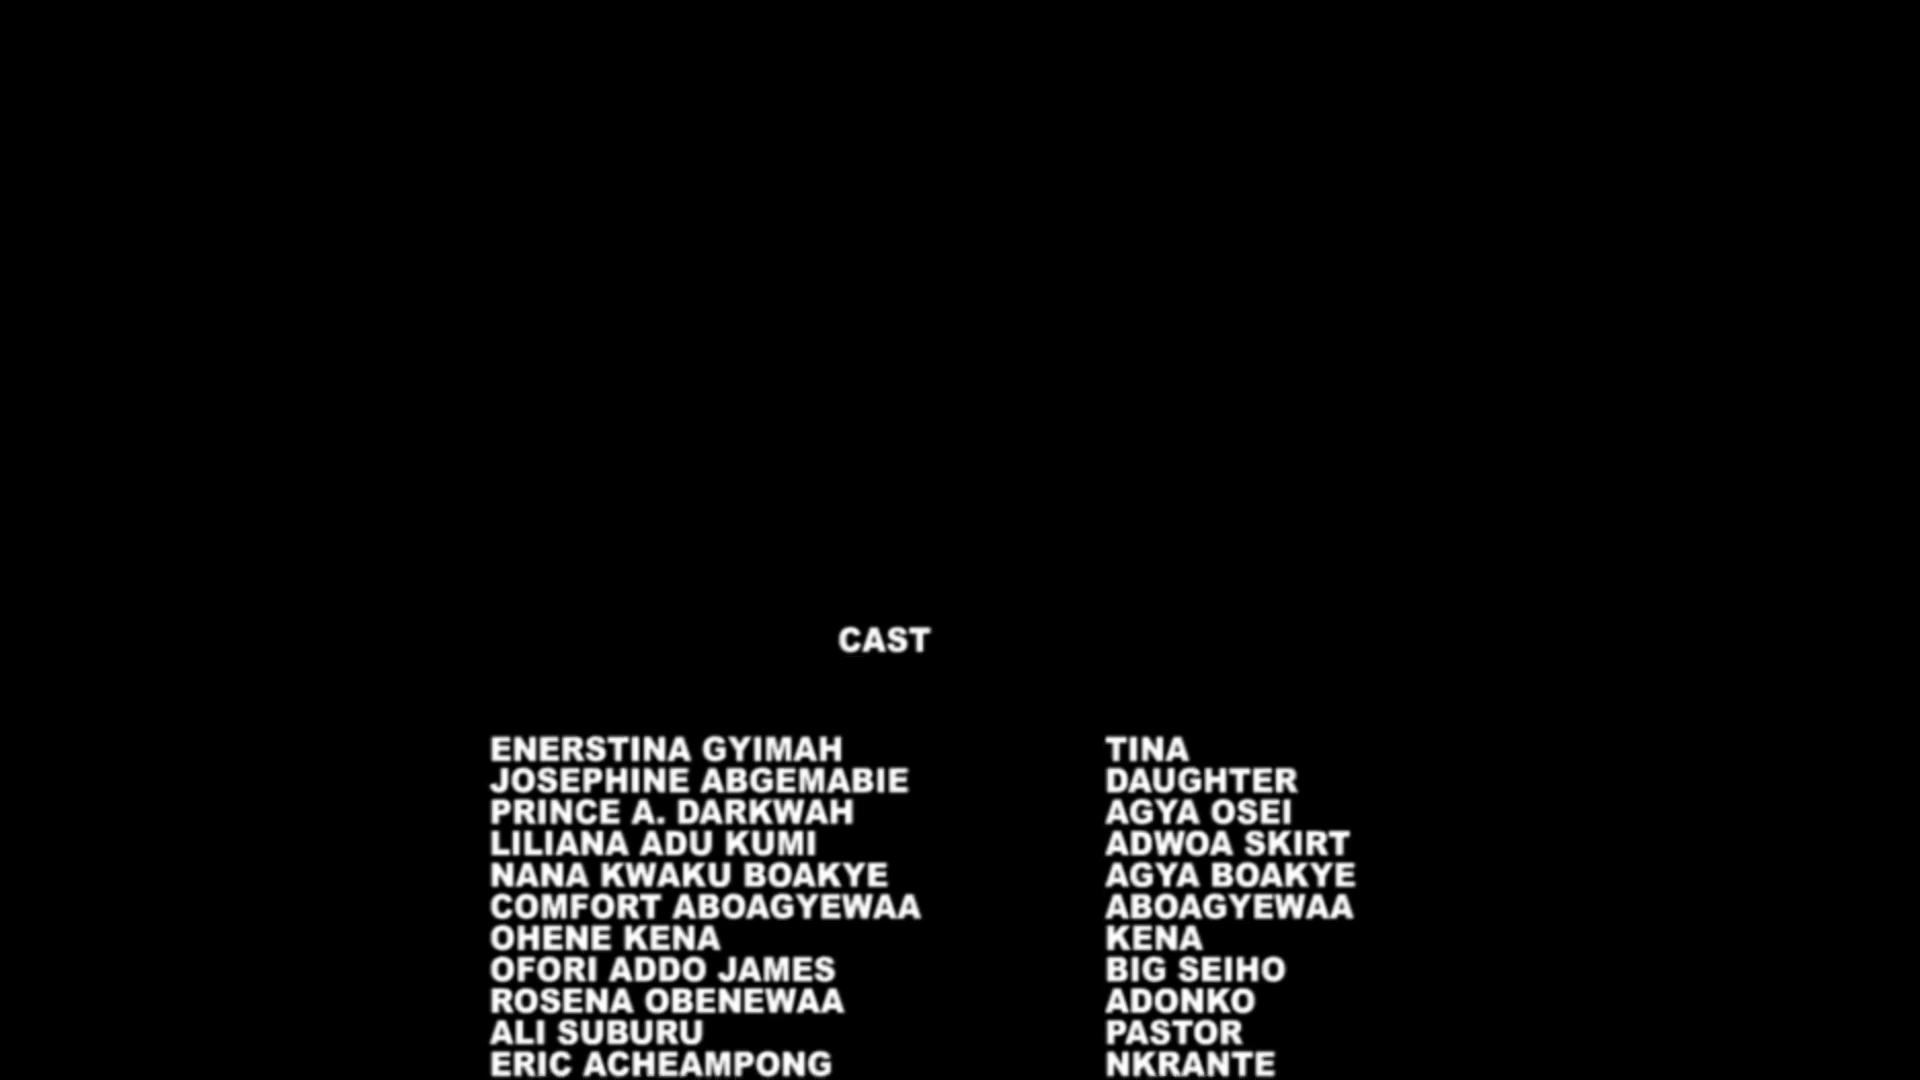 CAST
ENERSTINA GYIMAH TINA
JOSEPHINE ABGEMABIE DAUGHTER
PRINCE A. DARKWAH AGYA OSEI
LILIANA ADU KUMI ADWOA SKIRT
NANA KWAKU BOAKYE AGYA BOAKYE
COMFORT ABOAGYEWAA ABOAGYEWAA
OHENE KENA KENA
OFORI ADDO JAMES BIG SEIHO
ROSENA OBENEWAA ADONKO
ALI SUBURU PASTOR
ERIC ACHEAMPONG NKRANTE